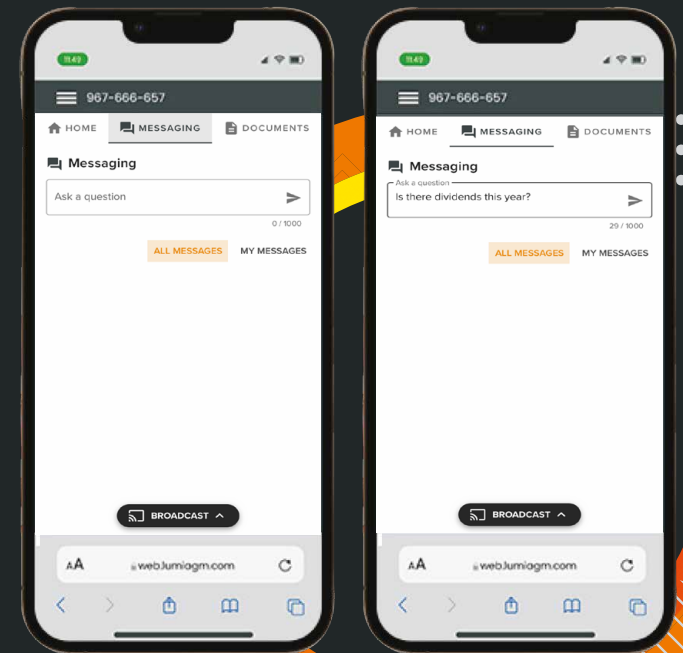 11:49
967-666-657
HOME MESSAGING DOCUMENTS
Messaging
Ask a question
0 / 1000
ALL MESSAGES MY MESSAGES
BROADCAST
AA web.lumiagm.com
11:49
967-666-657
HOME MESSAGING DOCUMENTS
Messaging
Ask a question
Is there dividends this year?
29 / 1000
ALL MESSAGES MY MESSAGES
BROADCAST
AA web.lumiagm.com